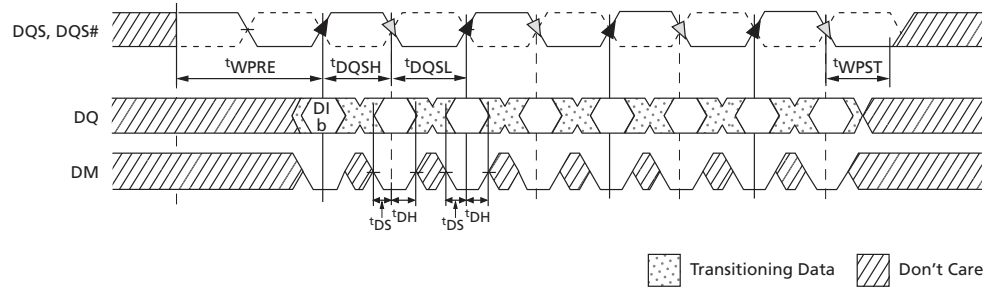 DQS, DQS#
tWPRE
tDQSH
tDQSL
tWPST
DQ
DI
b
DM
tDS
tDH
tDS
tDH
Transitioning Data
Don't Care